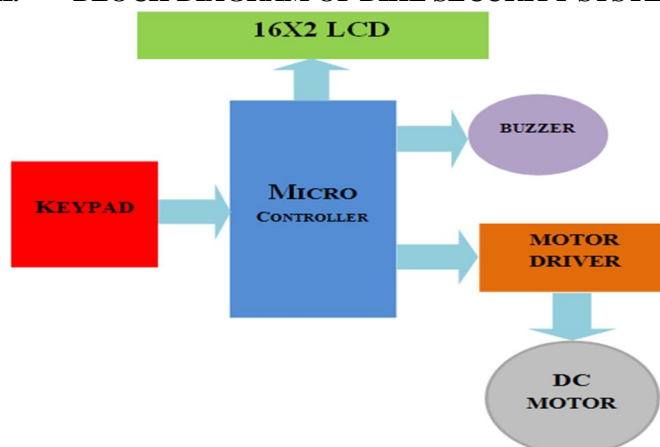 16X2 LCD
BUZZER
KEYPAD
MICRO
CONTROLLER
MOTOR
DRIVER
DC
MOTOR